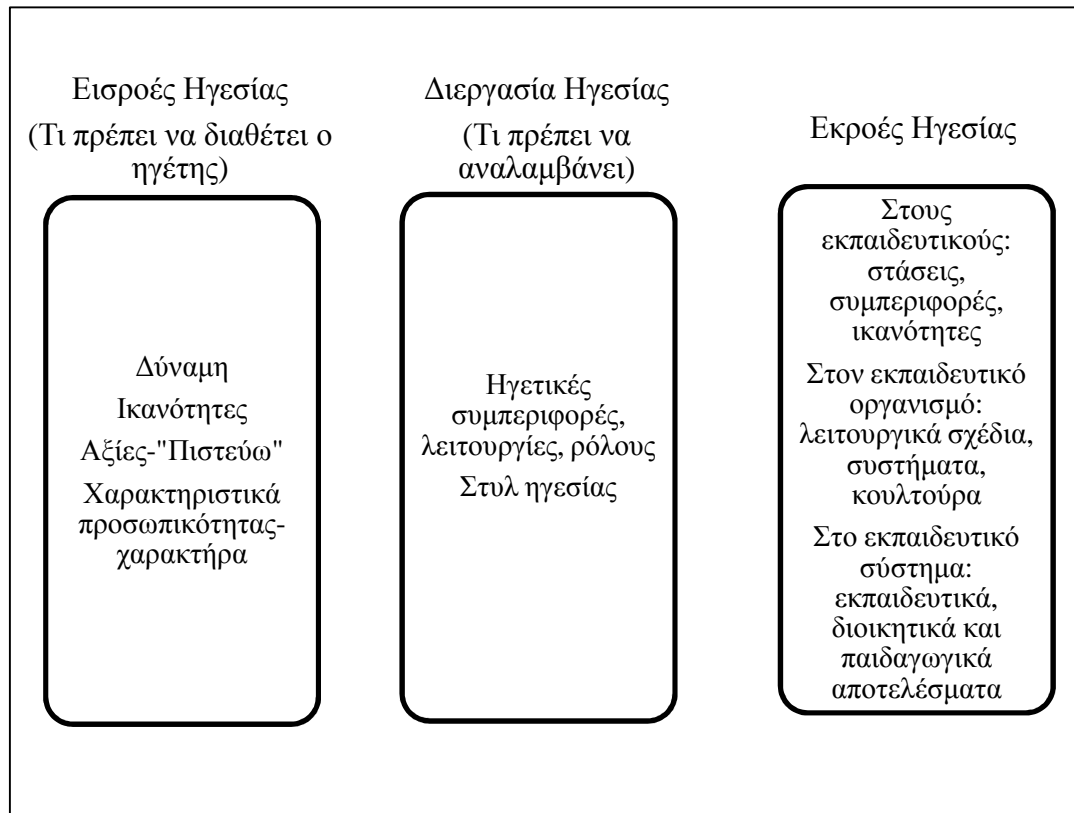 Εισροές Ηγεσίας
(Τι πρέπει να διαθέτει ο
ηγέτης)
Δύναμη
Ικανότητες
Αξίες-"Πιστεύω"
Χαρακτηριστικά
προσωπικότητας-
χαρακτήρα
Διεργασία Ηγεσίας
(Τι πρέπει να
αναλαμβάνει)
Ηγετικές
συμπεριφορές,
λειτουργίες, ρόλους
Στυλ ηγεσίας
Εκροές Ηγεσίας
Στους
εκπαιδευτικούς:
στάσεις,
συμπεριφορές,
ικανότητες
Στον εκπαιδευτικό
οργανισμό:
λειτουργικά σχέδια,
συστήματα,
κουλτούρα
Στο εκπαιδευτικό
σύστημα:
εκπαιδευτικά,
διοικητικά και
παιδαγωγικά
αποτελέσματα